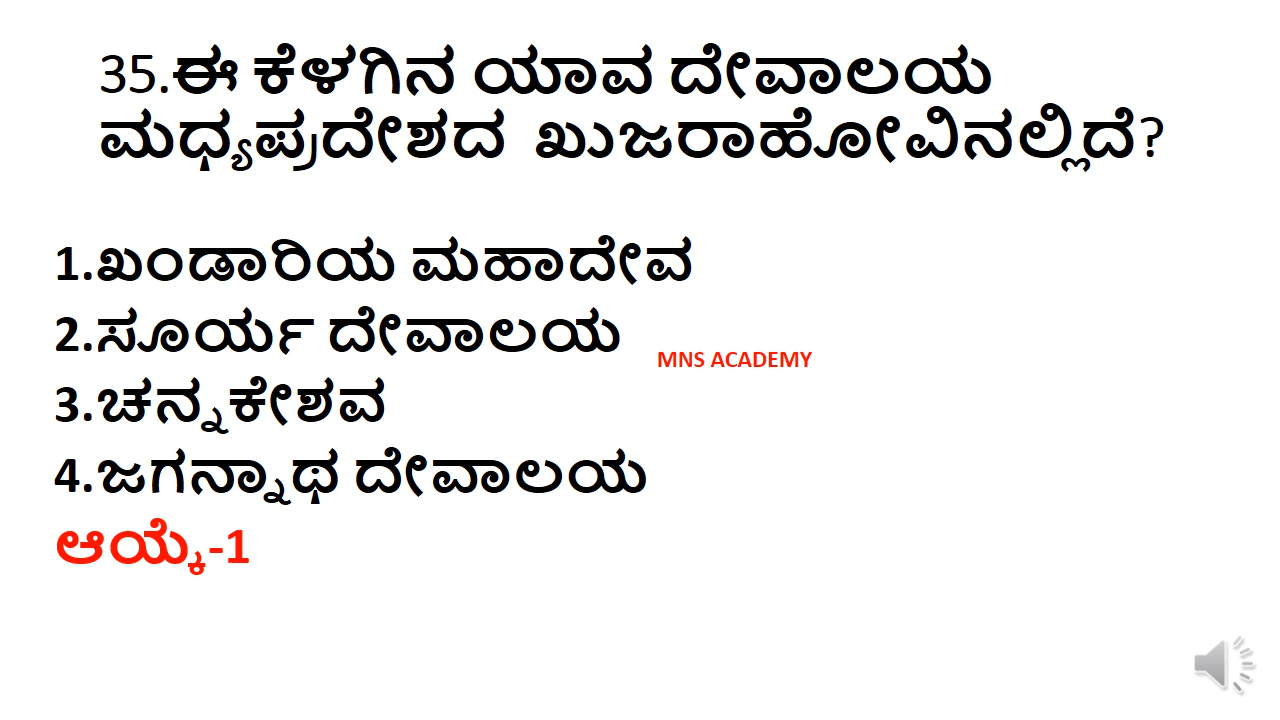 35.ಈ ಕೆಳಗಿನ ಯಾವ ದೇವಾಲಯ
ಮಧ್ಯಪ್ರದೇಶದ ಖುಜರಾಹೋವಿನಲ್ಲಿದೆ?
1.ಖಂಡಾರಿಯ ಮಹಾದೇವ
2.ಸೂರ್ಯ ದೇವಾಲಯ
MNS ACADEMY
3.ಚನ್ನಕೇಶವ
4.ಜಗನ್ನಾಥ ದೇವಾಲಯ
ಆಯ್ಕೆ-1